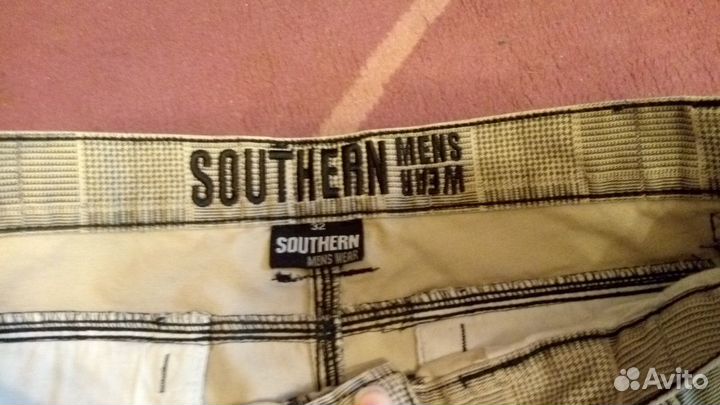 SOUTHERN MENS
WEAR
32
SOUTHERN
MENS WEAR
Avito